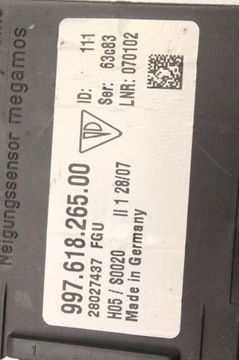 Neigungssensor megamos
ID: 111
Ser: 63c83
LNR: 070102
997.618.265.00
28027437 FGU
H05 / S0020 II 1 28/07
Made in Germany
1